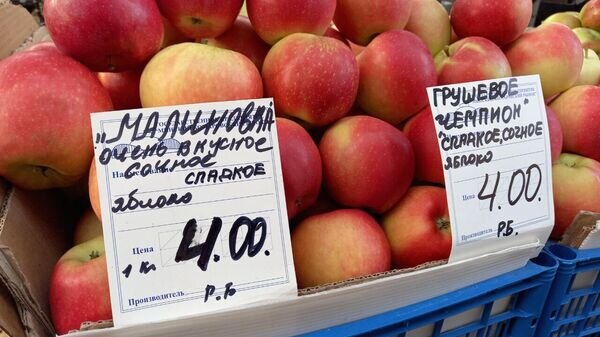 "МАЛИНОВКА"
ОЧЕНЬ ВКУСНОЕ
СОЧНОЕ
СЛАДКОЕ
ЯБЛОКО
Цена
1 кг
4.00.
Производитель
Р.Б
ГРУШЕВОЕ
"ЧЕМПИОН"
СЛАДКОЕ, СОЧНОЕ
ЯБЛОКО
Цена
4.00.
Производитель
Р.Б.